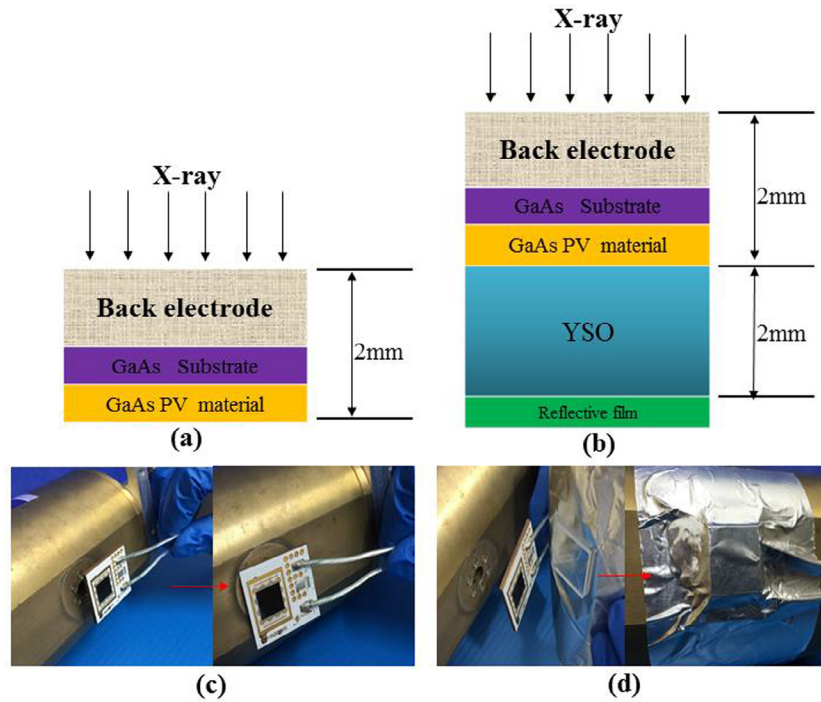 X-ray
Back electrode
GaAs Substrate
GaAs PV material
2mm
(a)
X-ray
Back electrode
GaAs Substrate
GaAs PV material
YSO
Reflective film
2mm
2mm
(b)
(c)
(d)